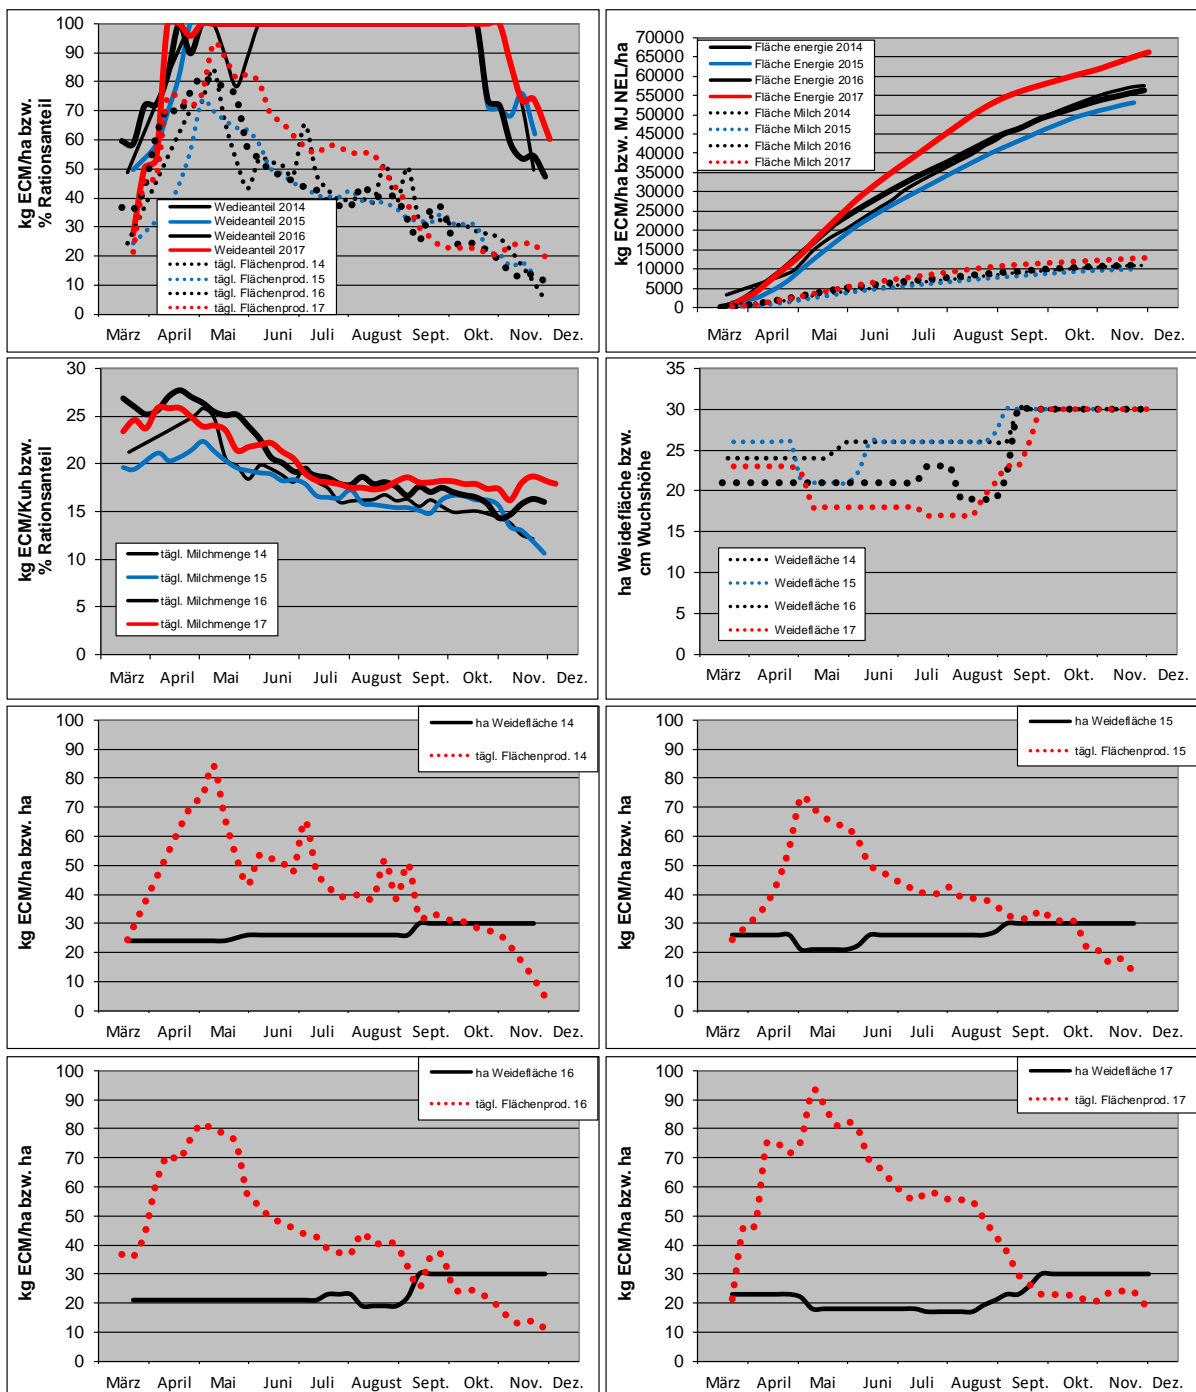 kg ECM/ha bzw.
% Rationsanteil
100
90
80
70
60
50
40
30
20
10
0
Wedieanteil 2014
Weideanteil 2015
Weideanteil 2016
Weideanteil 2017
tägl. Flächenprod. 14
tägl. Flächenprod. 15
tägl. Flächenprod. 16
tägl. Flächenprod. 17
März April Mai Juni Juli August Sept. Okt. Nov. Dez.
kg ECM/ha bzw. MJ NEL/ha
70000
65000
60000
55000
50000
45000
40000
35000
30000
25000
20000
15000
10000
5000
0
Fläche energie 2014
Fläche Energie 2015
Fläche Energie 2016
Fläche Energie 2017
Fläche Milch 2014
Fläche Milch 2015
Fläche Milch 2016
Fläche Milch 2017
März April Mai Juni Juli August Sept. Okt. Nov. Dez.
kg ECM/Kuh bzw.
% Rationsanteil
30
25
20
15
10
5
0
tägl. Milchmenge 14
tägl. Milchmenge 15
tägl. Milchmenge 16
tägl. Milchmenge 17
März April Mai Juni Juli August Sept. Okt. Nov. Dez.
ha Weidefläche bzw.
cm Wuchshöhe
35
30
25
20
15
10
5
0
Weidefläche 14
Weidefläche 15
Weidefläche 16
Weidefläche 17
März April Mai Juni Juli August Sept. Okt. Nov. Dez.
kg ECM/ha bzw. ha
100
90
80
70
60
50
40
30
20
10
0
ha Weidefläche 14
tägl. Flächenprod. 14
März April Mai Juni Juli August Sept. Okt. Nov. Dez.
kg ECM/ha bzw. ha
100
90
80
70
60
50
40
30
20
10
0
ha Weidefläche 15
tägl. Flächenprod. 15
März April Mai Juni Juli August Sept. Okt. Nov. Dez.
kg ECM/ha bzw. ha
100
90
80
70
60
50
40
30
20
10
0
ha Weidefläche 16
tägl. Flächenprod. 16
März April Mai Juni Juli August Sept. Okt. Nov. Dez.
kg ECM/ha bzw. ha
100
90
80
70
60
50
40
30
20
10
0
ha Weidefläche 17
tägl. Flächenprod. 17
März April Mai Juni Juli August Sept. Okt. Nov. Dez.